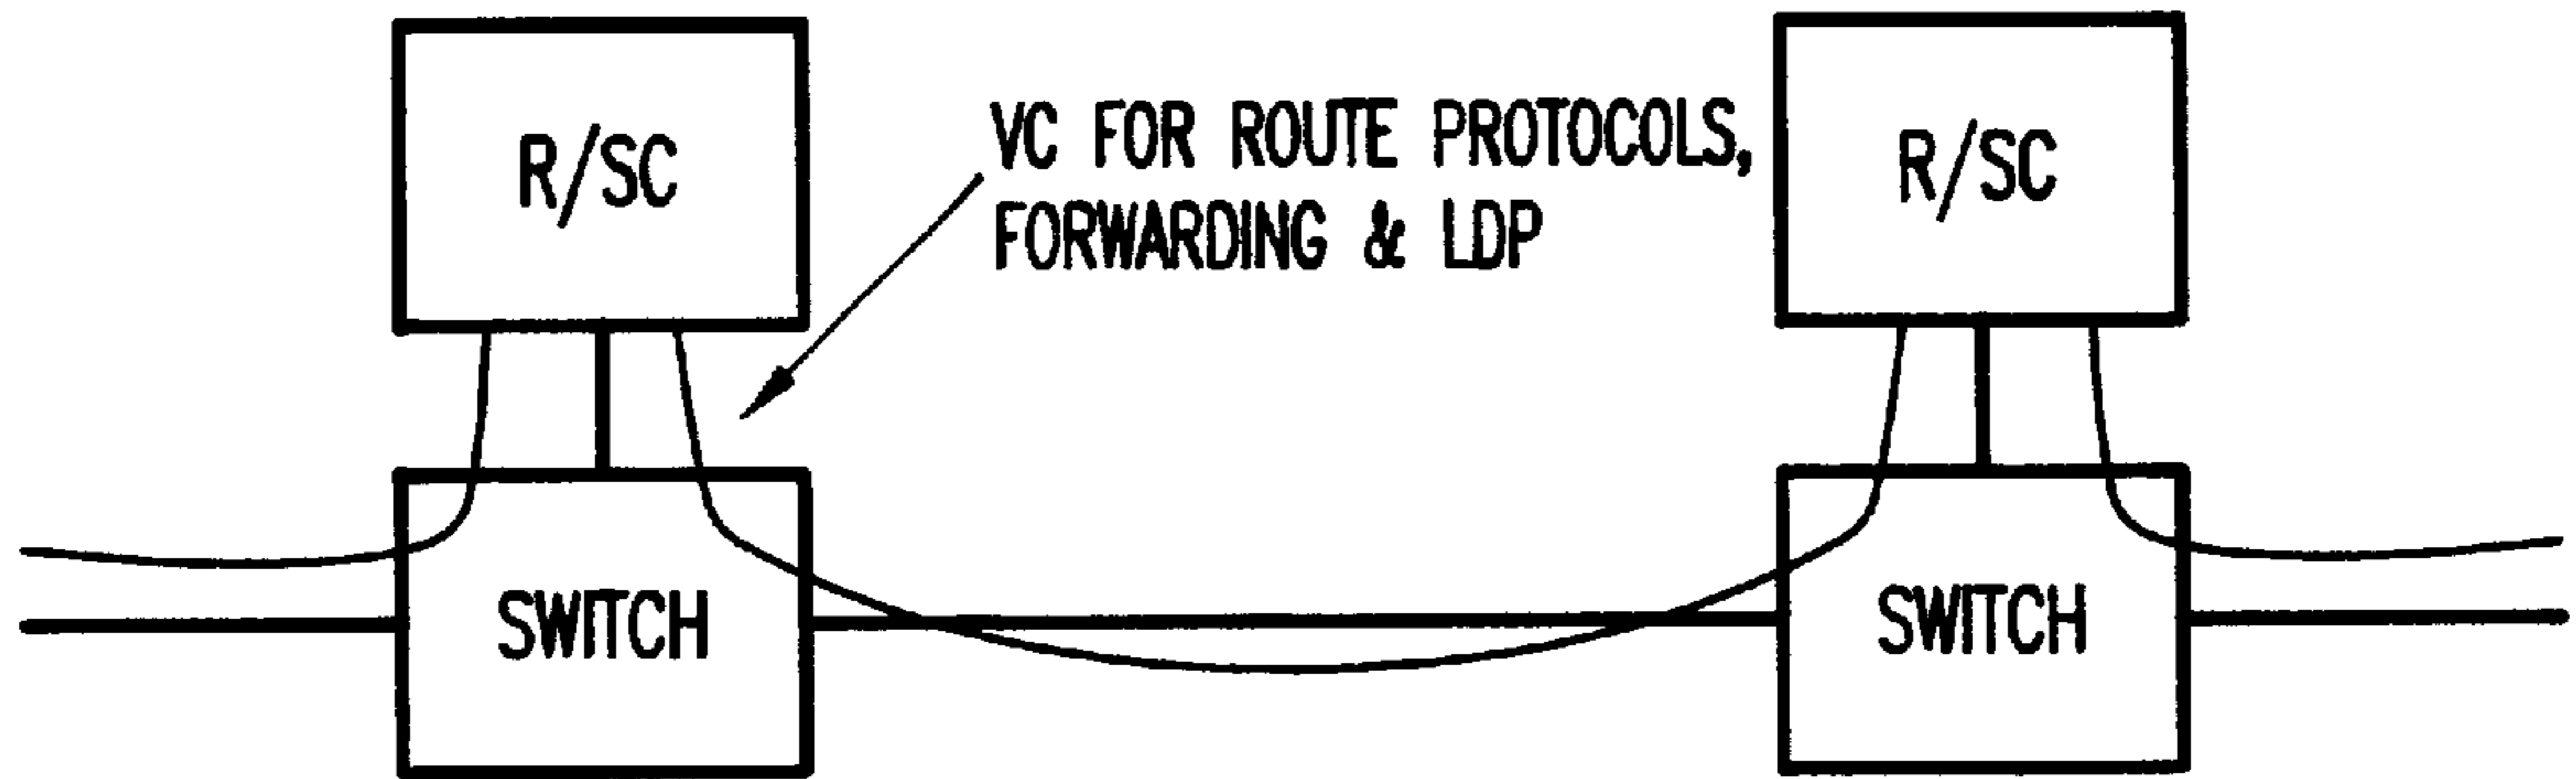 R/SC
VC FOR ROUTE PROTOCOLS,
FORWARDING & LDP
R/SC
SWITCH
SWITCH